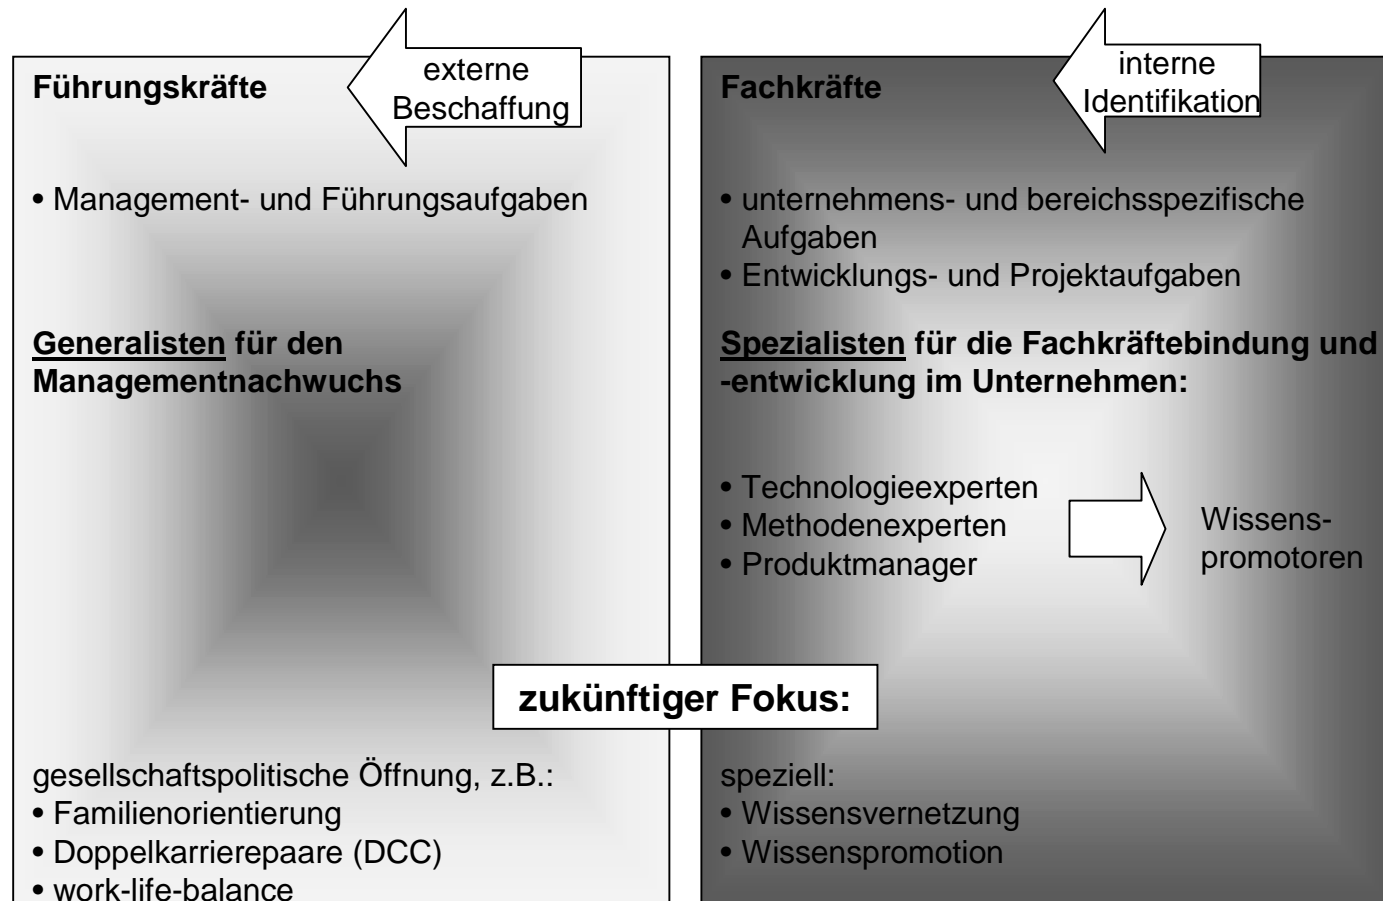 externe
Beschaffung
Führungskräfte
• Management- und Führungsaufgaben
Generalisten für den
Managementnachwuchs
interne
Identifikation
Fachkräfte
• unternehmens- und bereichsspezifische
Aufgaben
• Entwicklungs- und Projektaufgaben
Spezialisten für die Fachkräftebindung und
-entwicklung im Unternehmen:
• Technologieexperten
• Methodenexperten
• Produktmanager
Wissens-
promotoren
zukünftiger Fokus:
gesellschaftspolitische Öffnung, z.B.:
• Familienorientierung
• Doppelkarrierepaare (DCC)
• work-life-balance
speziell:
• Wissensvernetzung
• Wissenspromotion